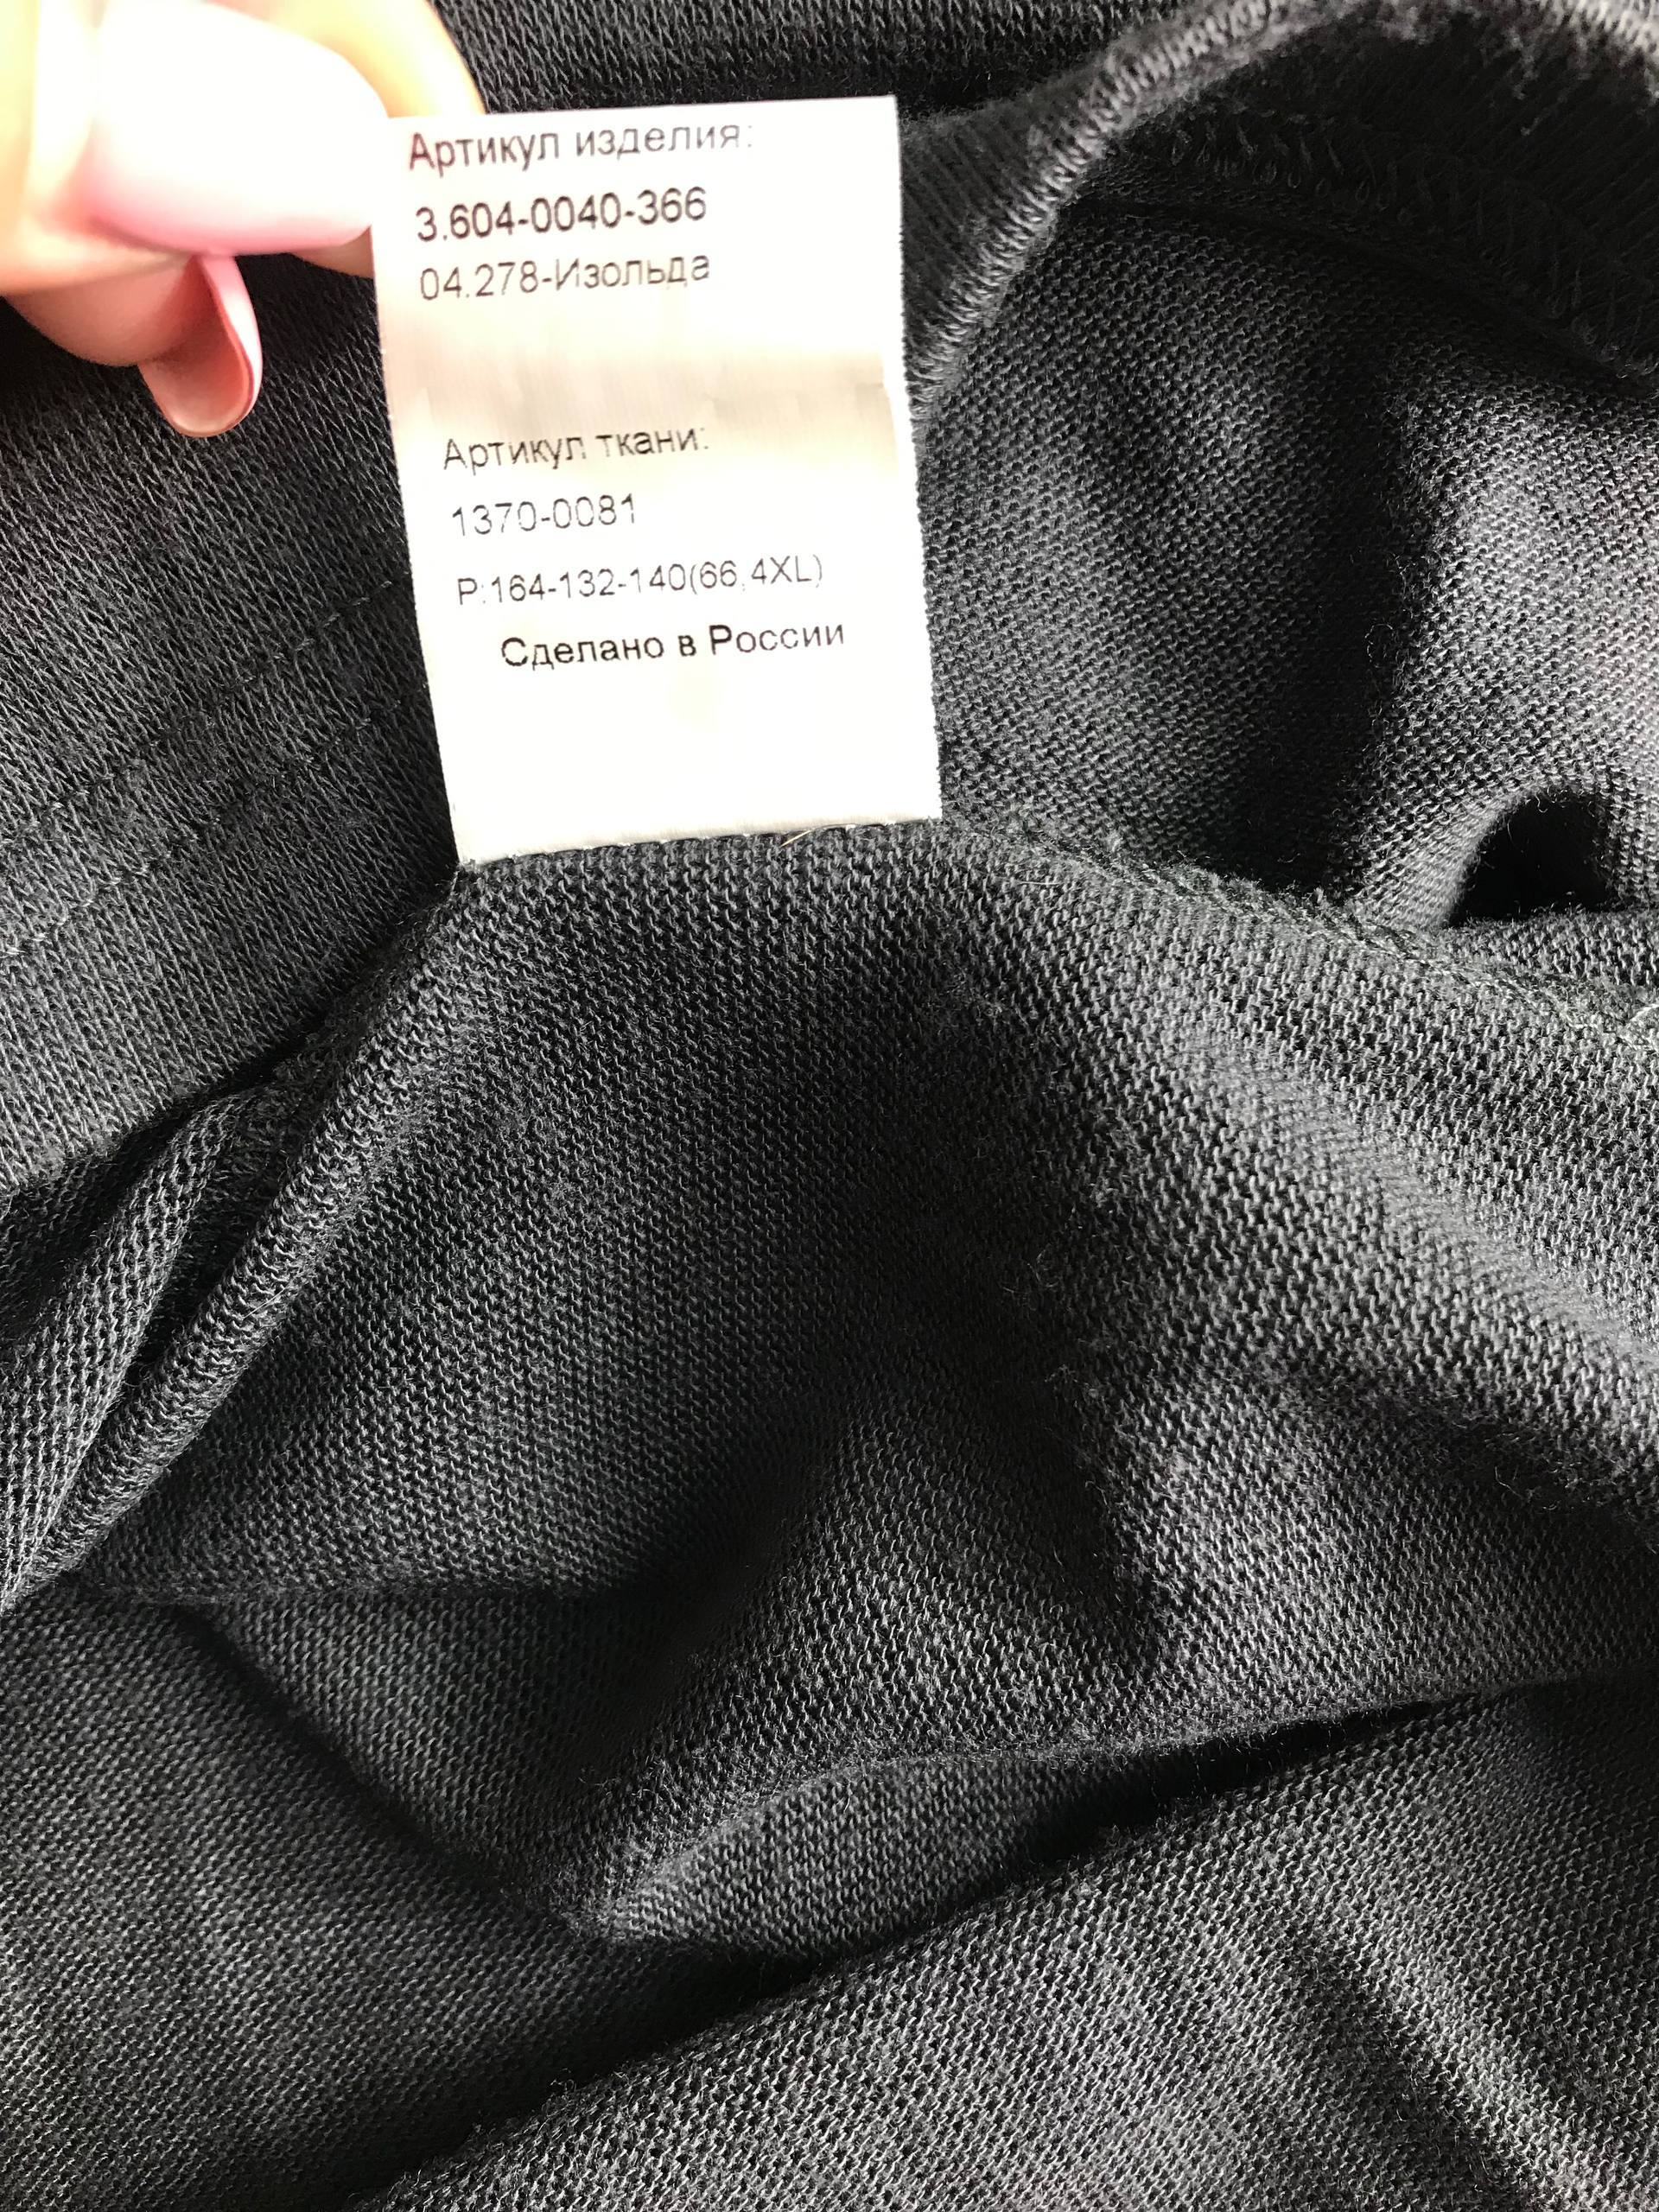 Артикул изделия:
3.604-0040-366
04.278-Изольда
Артикул ткани:
1370-0081
Р:164-132-140(66,4XL)
Сделано в России